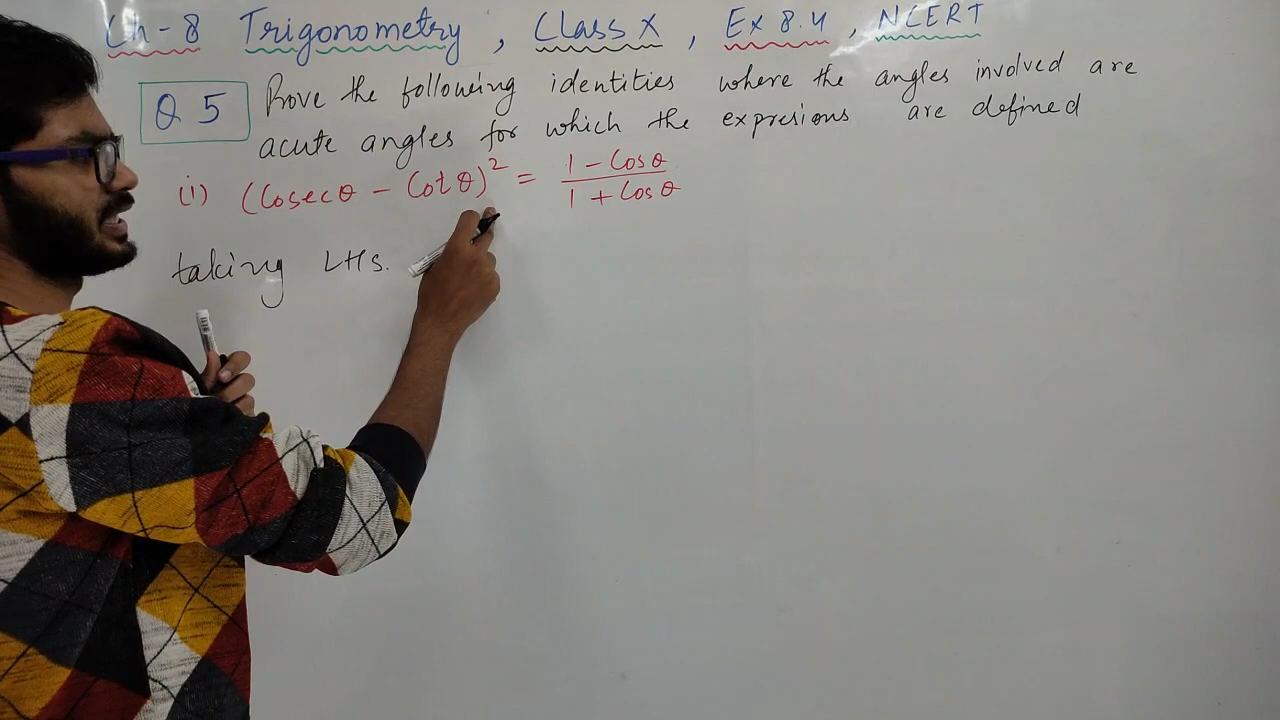 Ch-8 Trigonometry, Class X, Ex 8.4, NCERT
Q 5 Prove the following identities where the angles involved are
acute angles for which the expresions are defined
(i) (Cosecθ - Cotθ)² = (1 - Cosθ)/(1 + Cosθ)
taking LHS.